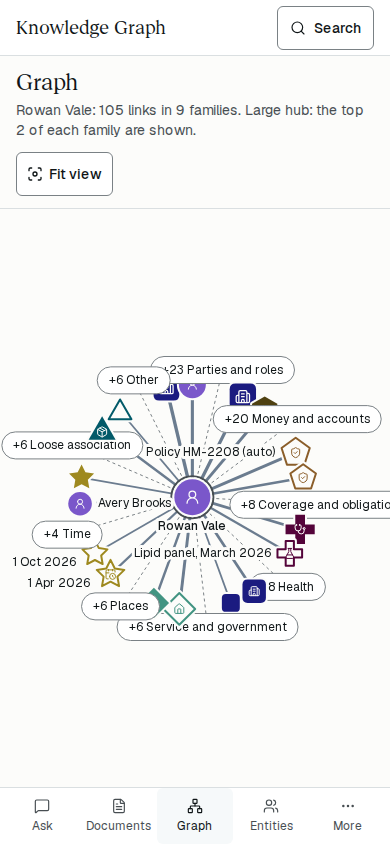 Knowledge Graph
Search
Graph
Rowan Vale: 105 links in 9 families. Large hub: the top
2 of each family are shown.
Fit view
+23 Parties and roles
+6 Other
+20 Money and accounts
+6 Loose association
Policy HM-2208 (auto)
Avery Brooks
+8 Coverage and obligatio
Rowan Vale
+4 Time
Lipid panel, March 2026
1 Oct 2026
1 Apr 2026
8 Health
+6 Places
+6 Service and government
Ask
Documents
Graph
Entities
More